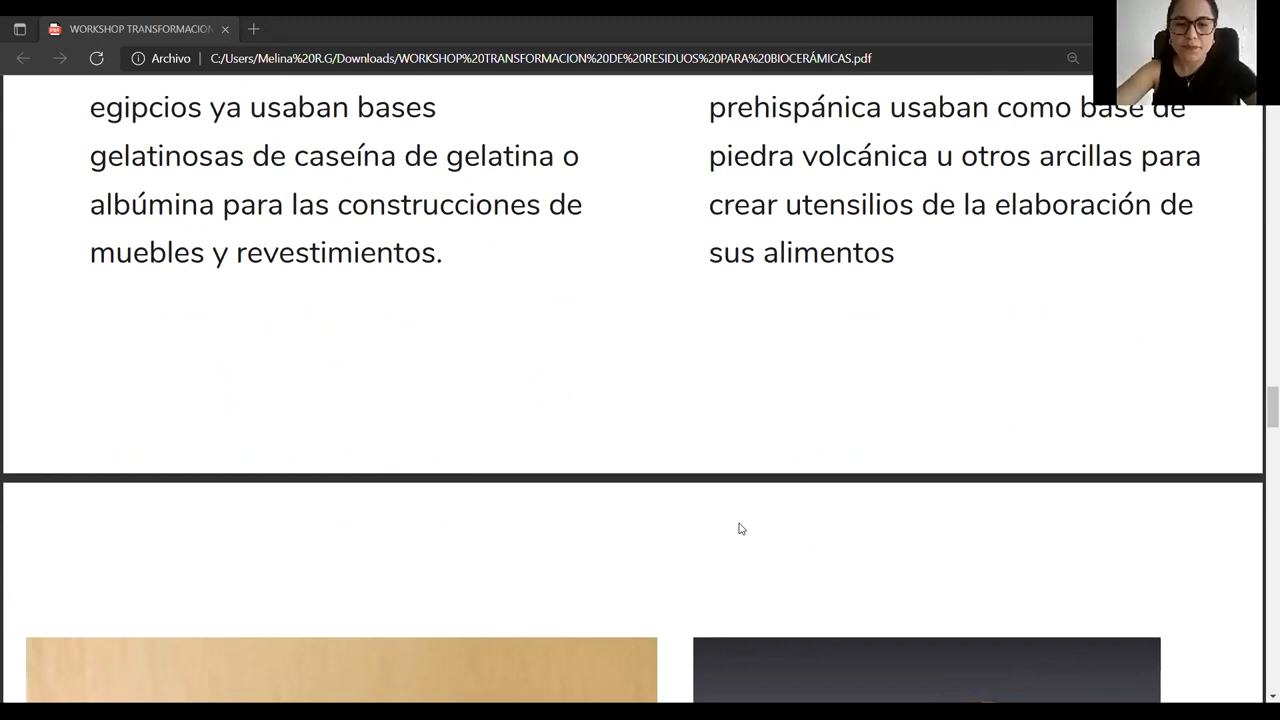 WORKSHOP TRANSFORMACION
Archivo
C:/Users/Melina%20R.G/Downloads/WORKSHOP%20TRANSFORMACION%20DE%20RESIDUOS%20PARA%20BIOCERÁMICAS.pdf
egipcios ya usaban bases
gelatinosas de caseína de gelatina o
albúmina para las construcciones de
muebles y revestimientos.
prehispánica usaban como base de
piedra volcánica u otros arcillas para
crear utensilios de la elaboración de
sus alimentos